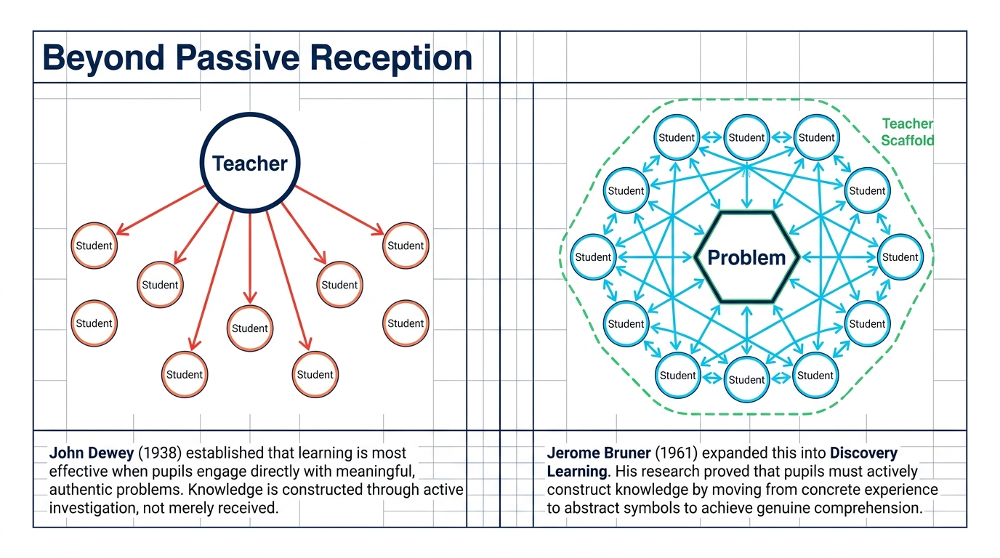 Beyond Passive Reception
Teacher
Student
Student
Student
Student
Student
Student
Student
Student
Student
John Dewey (1938) established that learning is most
effective when pupils engage directly with meaningful,
authentic problems. Knowledge is constructed through active
investigation, not merely received.
Teacher
Scaffold
Student
Student
Student
Student
Student
Student
Problem
Student
Student
Student
Student
Student
Student
Jerome Bruner (1961) expanded this into Discovery
Learning. His research proved that pupils must actively
construct knowledge by moving from concrete experience
to abstract symbols to achieve genuine comprehension.